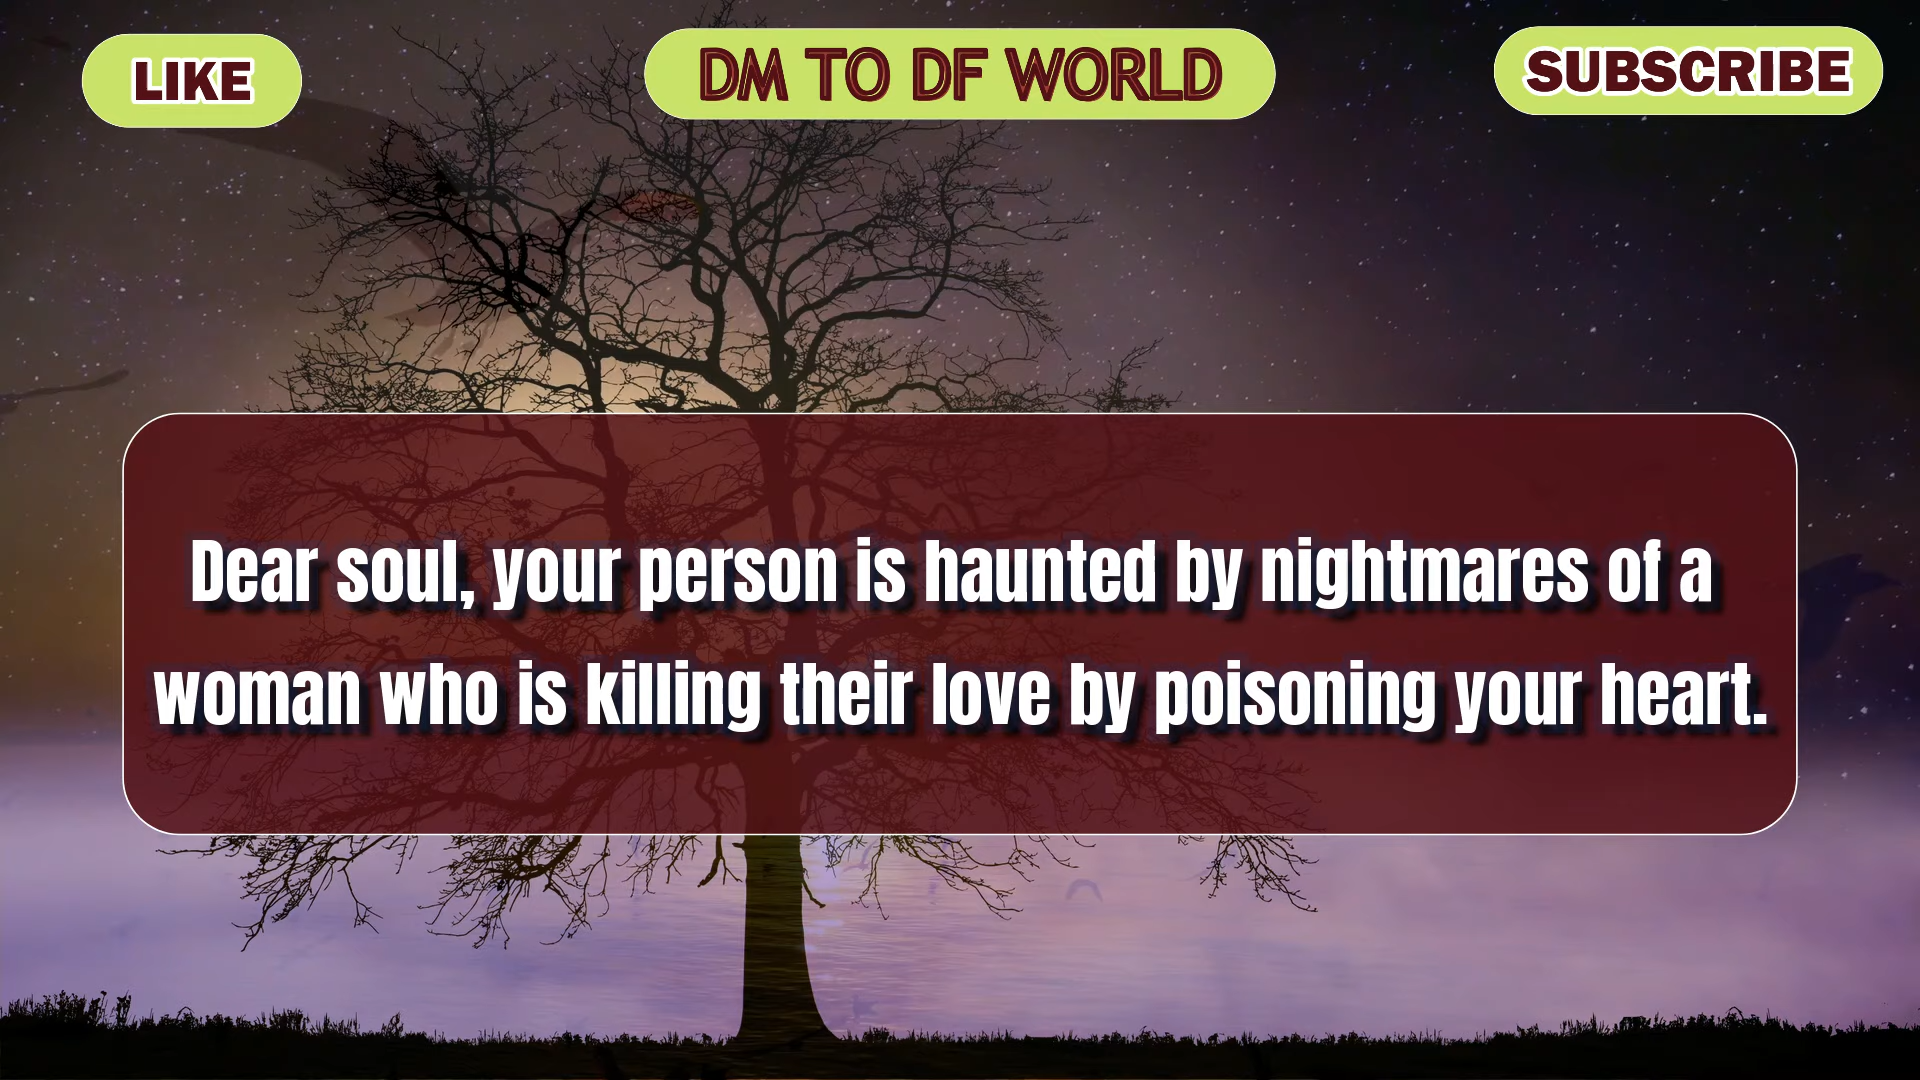 LIKE
DM TO DF WORLD
SUBSCRIBE
Dear soul, your person is haunted by nightmares of a
woman who is killing their love by poisoning your heart.